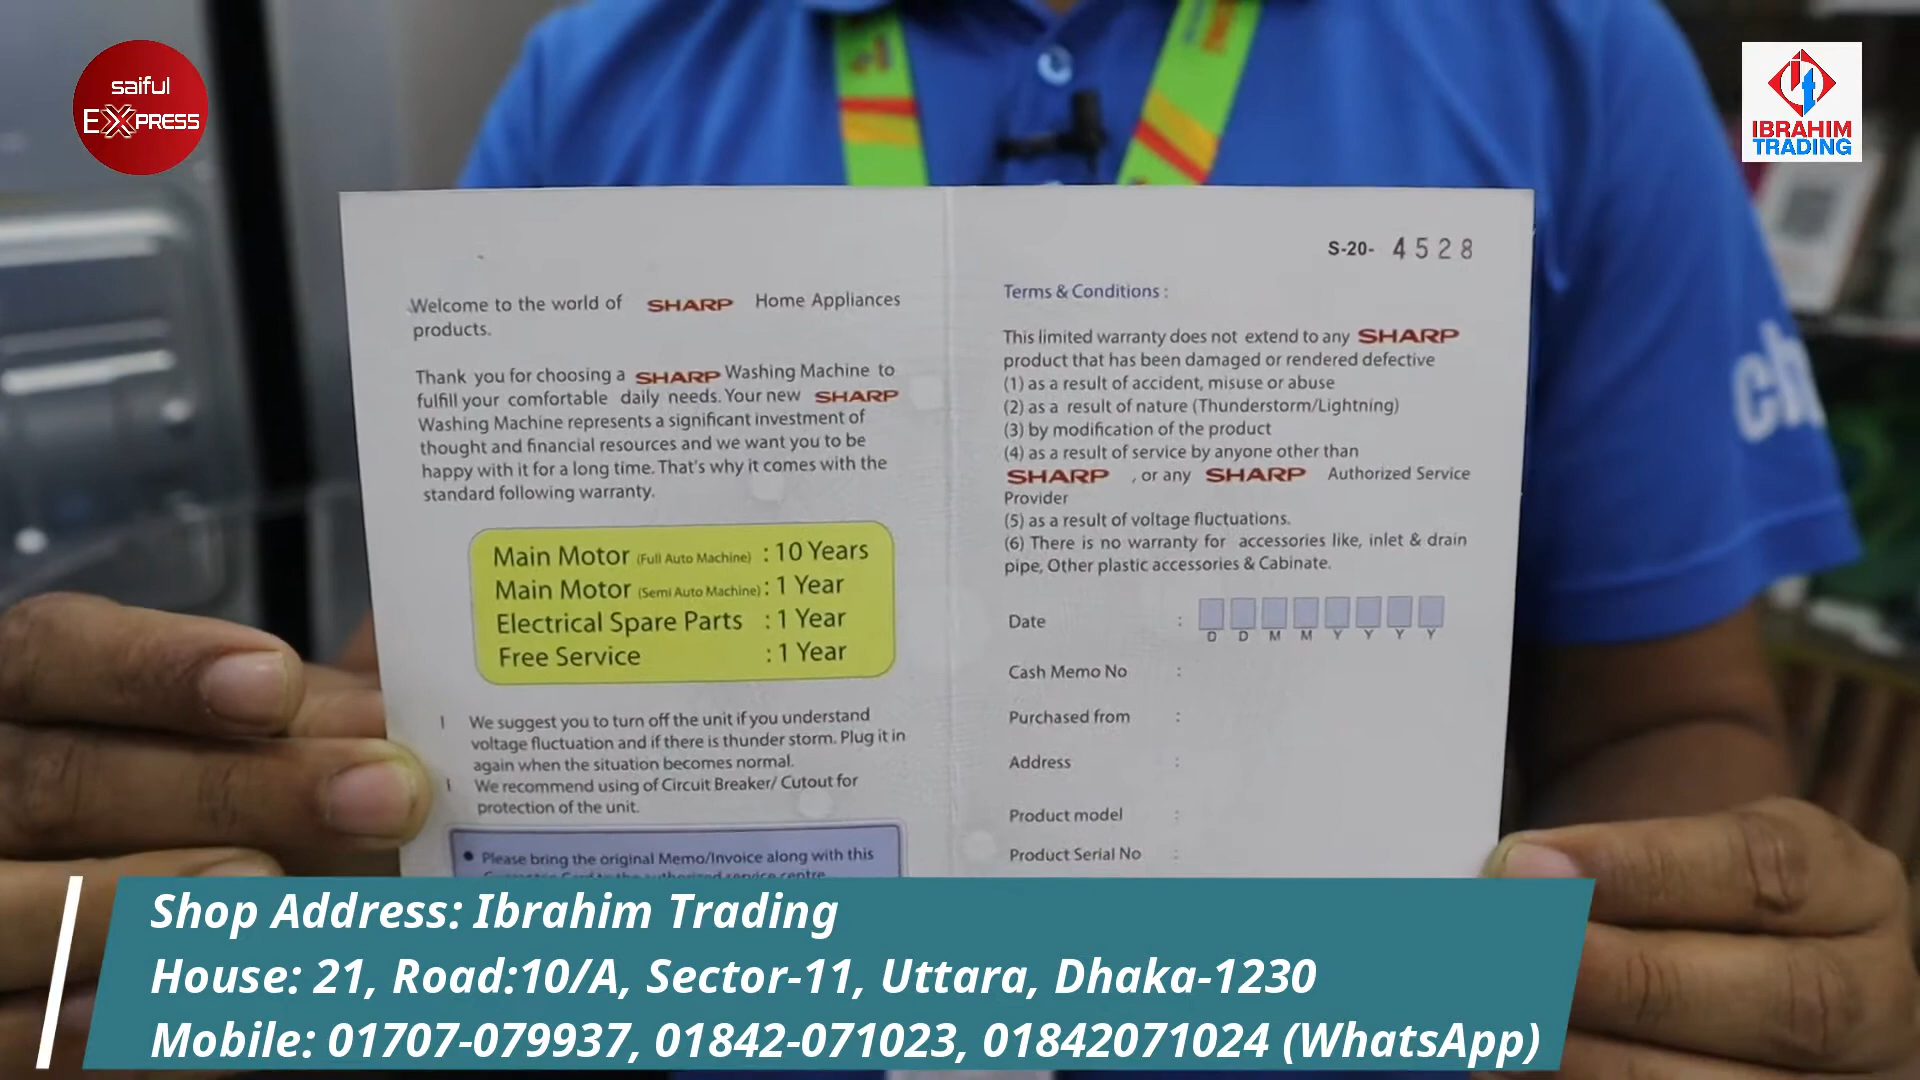 saiful
EXPRESS
IBRAHIM
TRADING
Welcome to the world of SHARP Home Appliances
products.
Thank you for choosing a SHARP Washing Machine to
fulfill your comfortable daily needs. Your new SHARP
Washing Machine represents a significant investment of
thought and financial resources and we want you to be
happy with it for a long time. That's why it comes with the
standard following warranty.
Main Motor (Full Auto Machine) : 10 Years
Main Motor (Semi Auto Machine) : 1 Year
Electrical Spare Parts : 1 Year
Free Service : 1 Year
I We suggest you to turn off the unit if you understand
voltage fluctuation and if there is thunder storm. Plug it in
again when the situation becomes normal.
I We recommend using of Circuit Breaker/ Cutout for
protection of the unit.
• Please bring the original Memo/Invoice along with this
S-20- 4528
Terms & Conditions :
This limited warranty does not extend to any SHARP
product that has been damaged or rendered defective
(1) as a result of accident, misuse or abuse
(2) as a result of nature (Thunderstorm/Lightning)
(3) by modification of the product
(4) as a result of service by anyone other than
SHARP , or any SHARP Authorized Service
Provider
(5) as a result of voltage fluctuations.
(6) There is no warranty for accessories like, inlet & drain
pipe, Other plastic accessories & Cabinate.
Date :
D D M M Y Y Y Y
Cash Memo No :
Purchased from :
Address :
Product model :
Product Serial No :
Shop Address: Ibrahim Trading
House: 21, Road:10/A, Sector-11, Uttara, Dhaka-1230
Mobile: 01707-079937, 01842-071023, 01842071024 (WhatsApp)